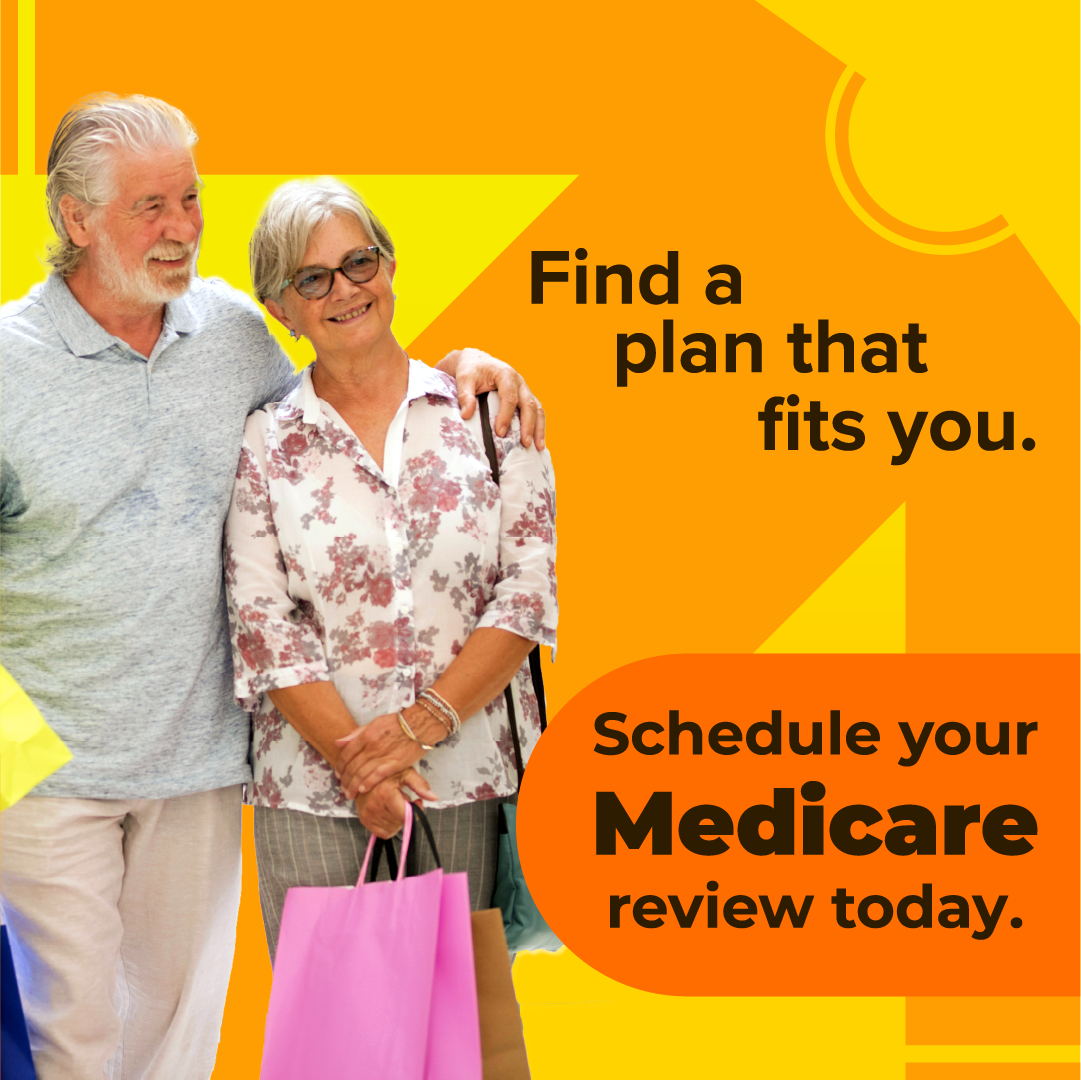 Find a
plan that
fits you.
Schedule your
Medicare
review today.